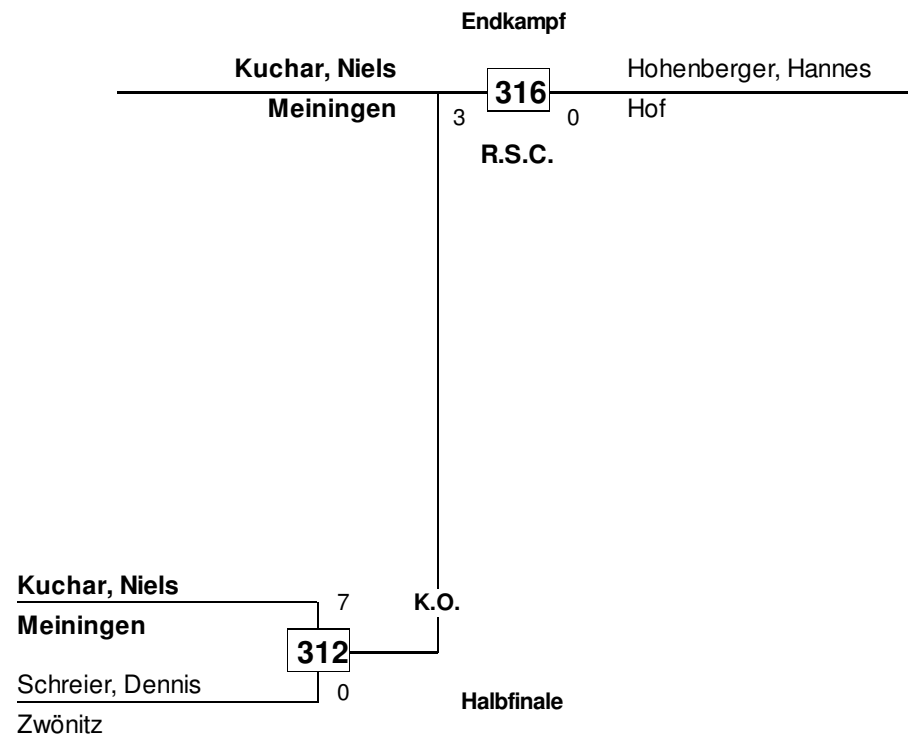 Endkampf
Kuchar, Niels
Meiningen
3
316
0
R.S.C.
Hohenberger, Hannes
Hof
Kuchar, Niels
Meiningen
7
K.O.
312
Schreier, Dennis
Zwönitz
0
Halbfinale